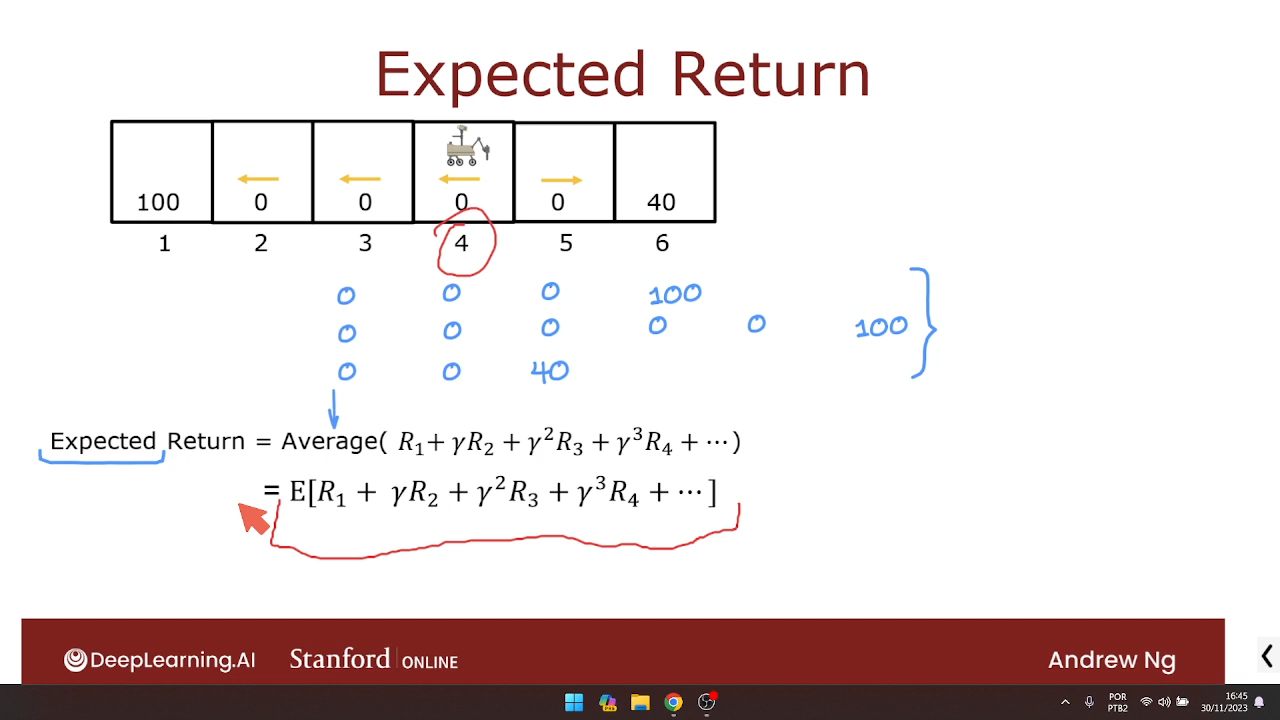 Expected Return
100 0 0 0 0 40
1 2 3 4 5 6
0 0 0 100
0 0 0 0 0 100
0 0 40
Expected Return = Average( R₁+ γR₂ + γ²R₃ + γ³R₄ + ⋯)
= E[R₁ + γR₂ + γ²R₃ + γ³R₄ + ⋯ ]
DeepLearning.AI Stanford | ONLINE Andrew Ng
POR 16:45
PTB2 30/11/2023